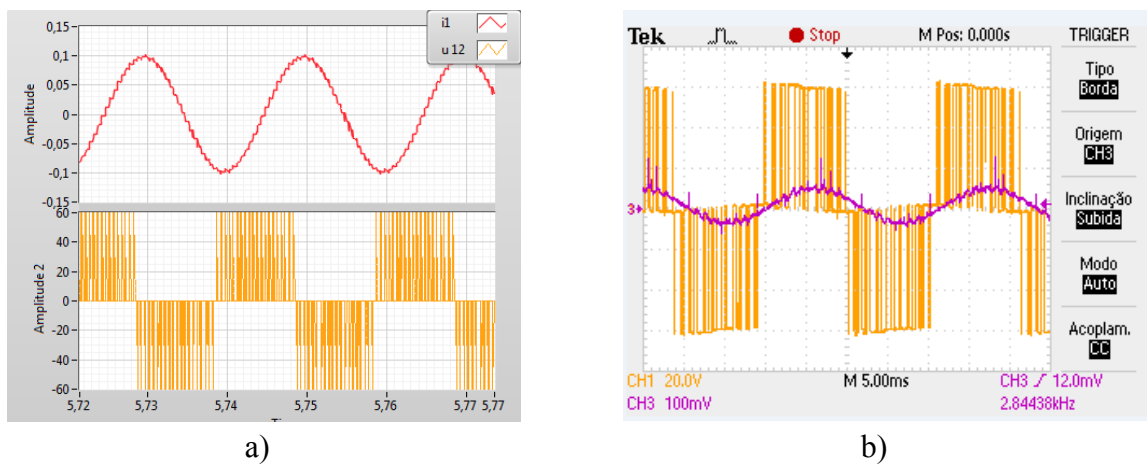 i1
u 12
0,15
0,1
0,05
0
-0,05
-0,1
-0,15
Amplitude
60
40
20
0
-20
-40
-60
Amplitude 2
5,72 5,73 5,74 5,75 5,76 5,77 5,77
a)
Tek Stop M Pos: 0.000s TRIGGER
Tipo
Borda
Origem
CH3
Inclinação
Subida
Modo
Auto
Acoplam.
CC
3
CH1 20.0V M 5.00ms CH3 12.0mV
CH3 100mV 2.84438kHz
b)